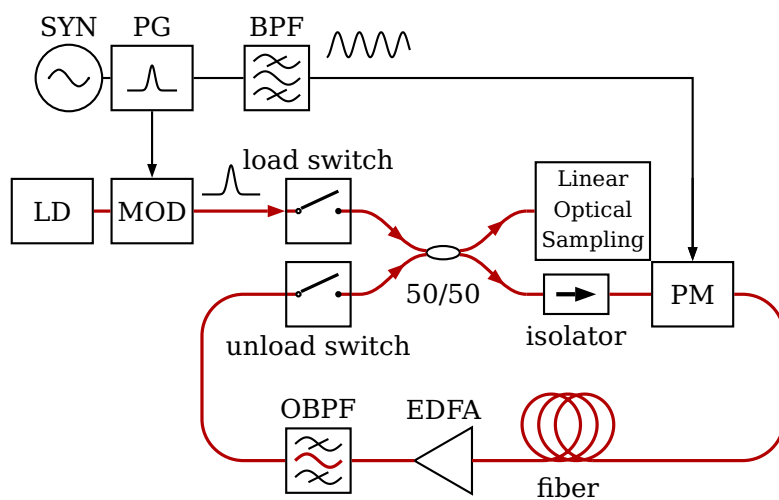 SYN
PG
BPF
load switch
LD
MOD
Linear
Optical
Sampling
50/50
PM
isolator
unload switch
OBPF
EDFA
fiber